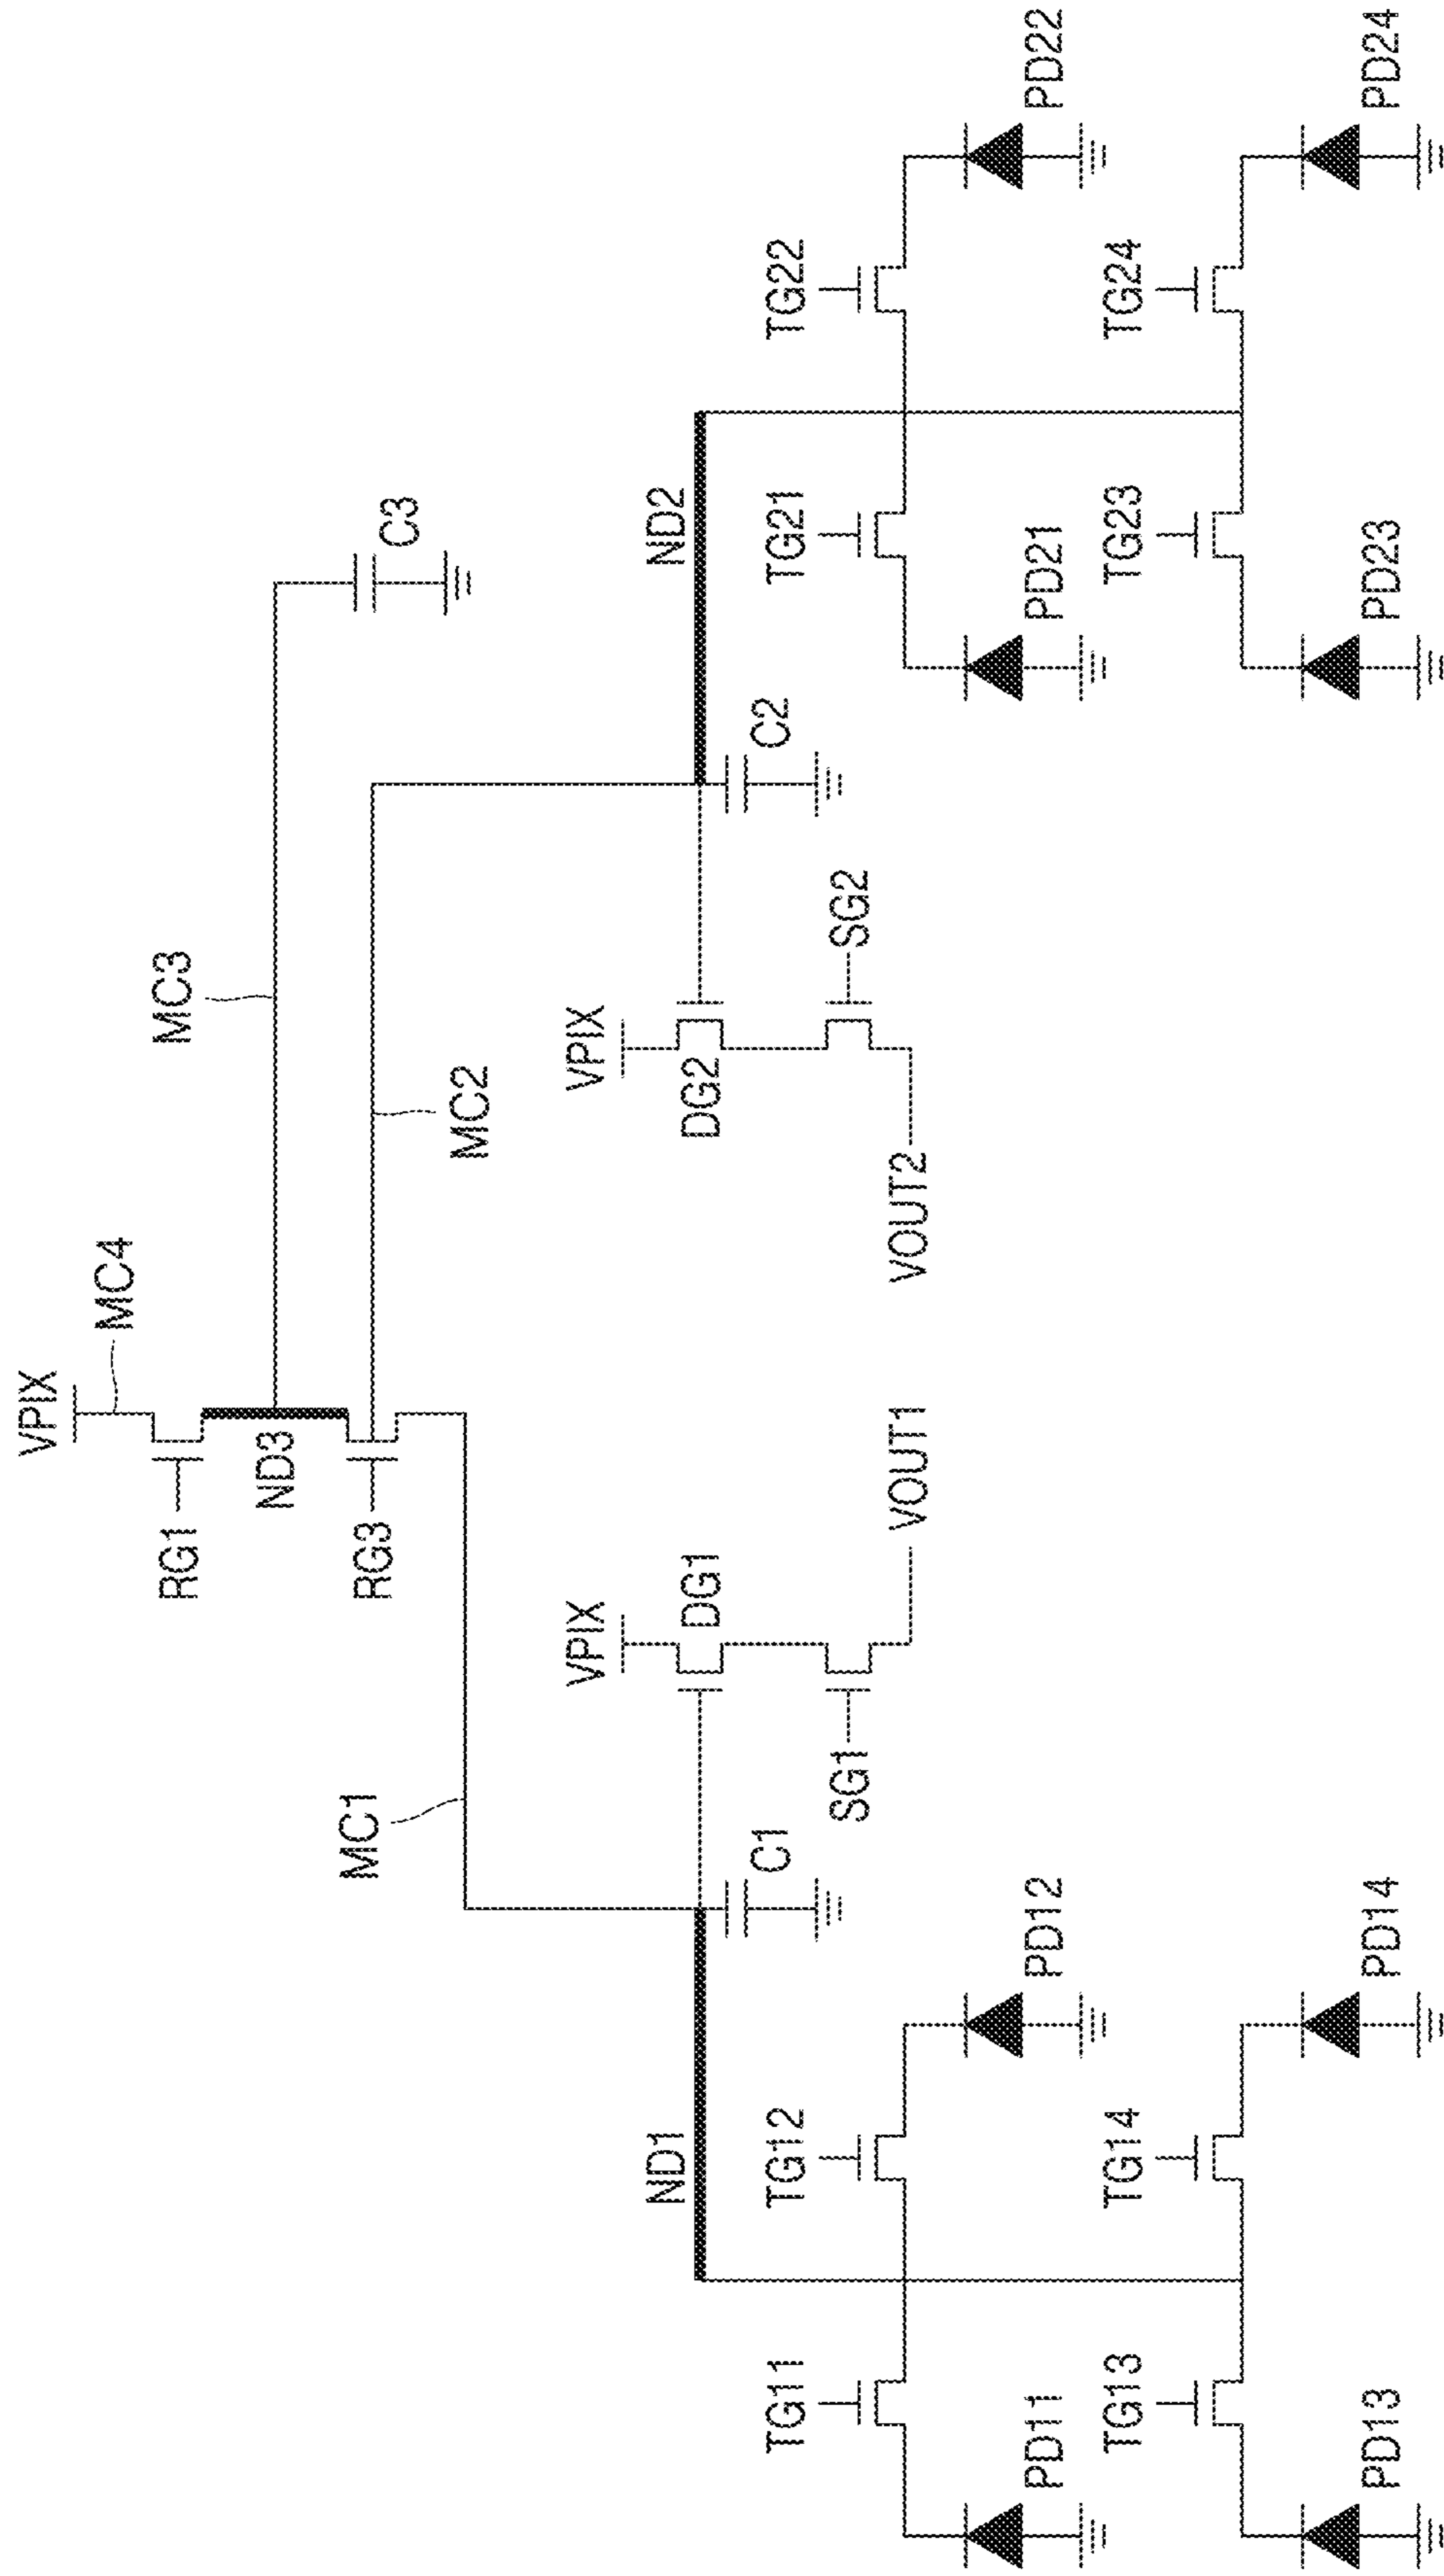 VPIX
MC4
RG1
ND3
MC3
C3
RG3
MC1
MC2
VPIX
VPIX
ND1
DG1
DG2
ND2
C1
C2
TG11
TG12
SG1
SG2
TG21
TG22
VOUT1
VOUT2
PD11
PD12
PD21
PD22
TG13
TG14
TG23
TG24
PD13
PD14
PD23
PD24